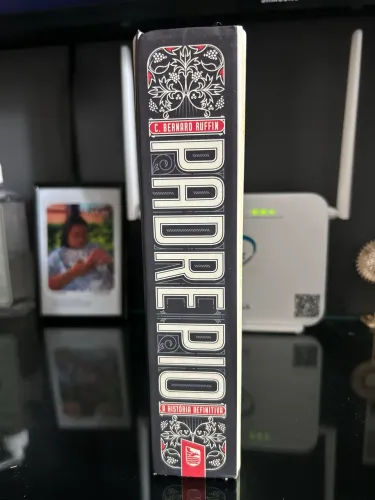 C. BERNARD RUFFIN
PADRE PIO
A HISTÓRIA DEFINITIVA